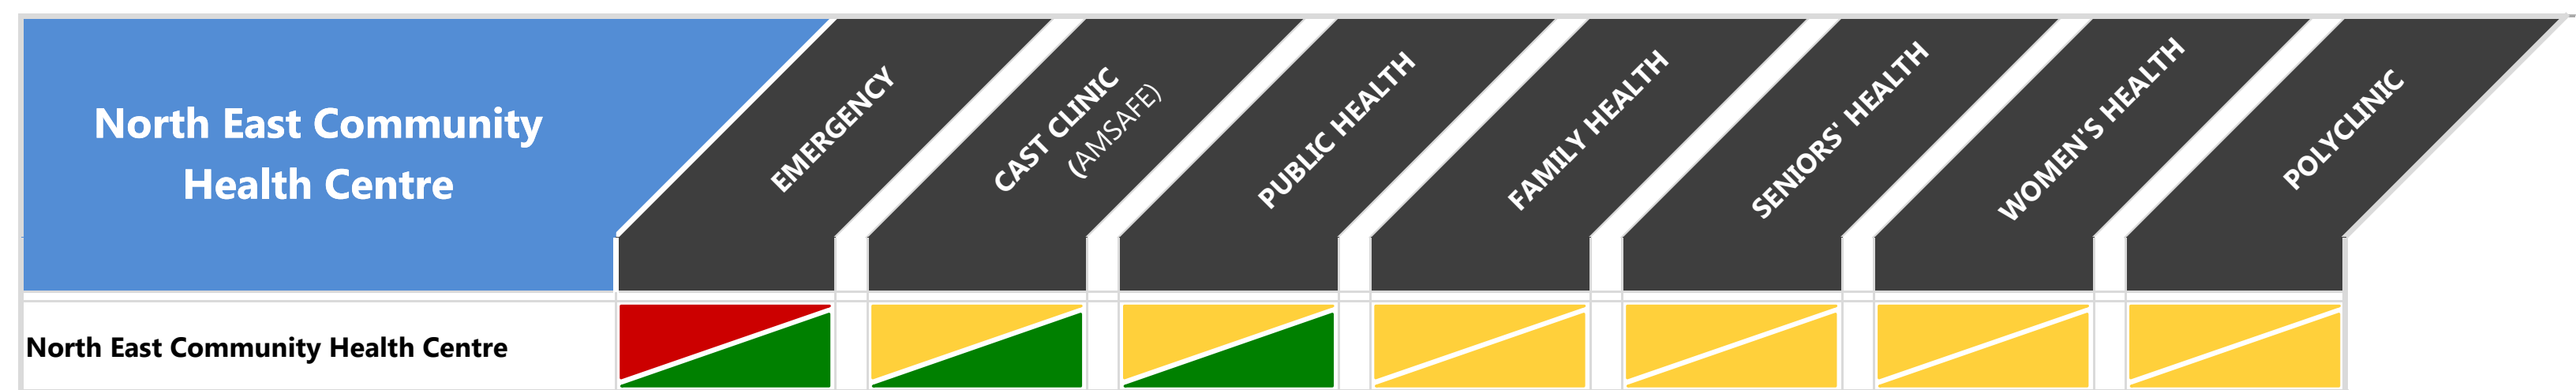 North East Community
Health Centre
EMERGENCY
CAST CLINIC
(AMSAFE)
PUBLIC HEALTH
FAMILY HEALTH
SENIORS' HEALTH
WOMEN'S HEALTH
POLYCLINIC
North East Community Health Centre